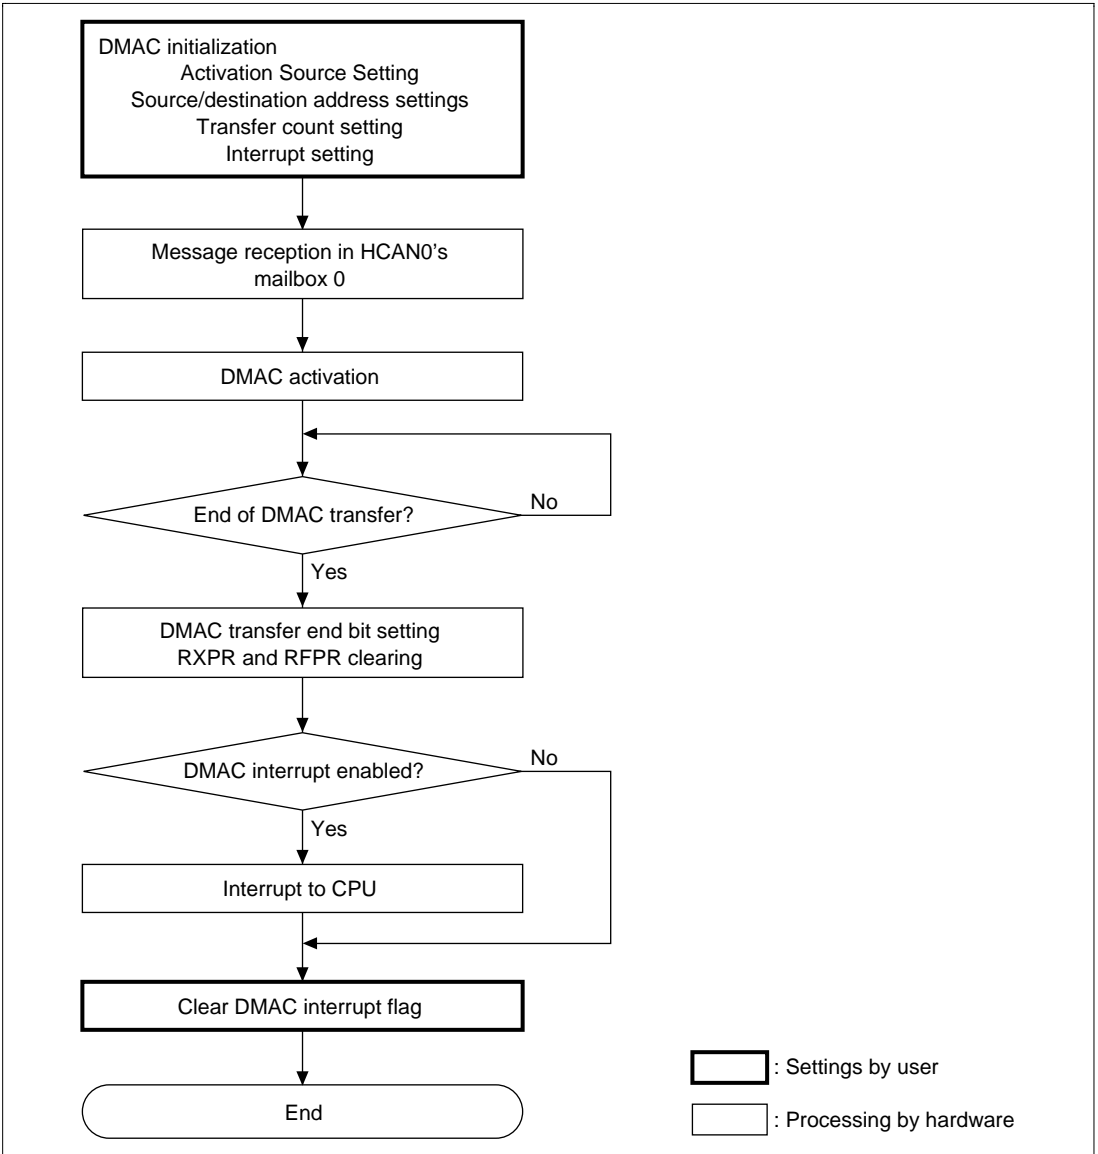 DMAC initialization
Activation Source Setting
Source/destination address settings
Transfer count setting
Interrupt setting
Message reception in HCAN0's
mailbox 0
DMAC activation
End of DMAC transfer?
No
Yes
DMAC transfer end bit setting
RXPR and RFPR clearing
DMAC interrupt enabled?
No
Yes
Interrupt to CPU
Clear DMAC interrupt flag
End
: Settings by user
: Processing by hardware